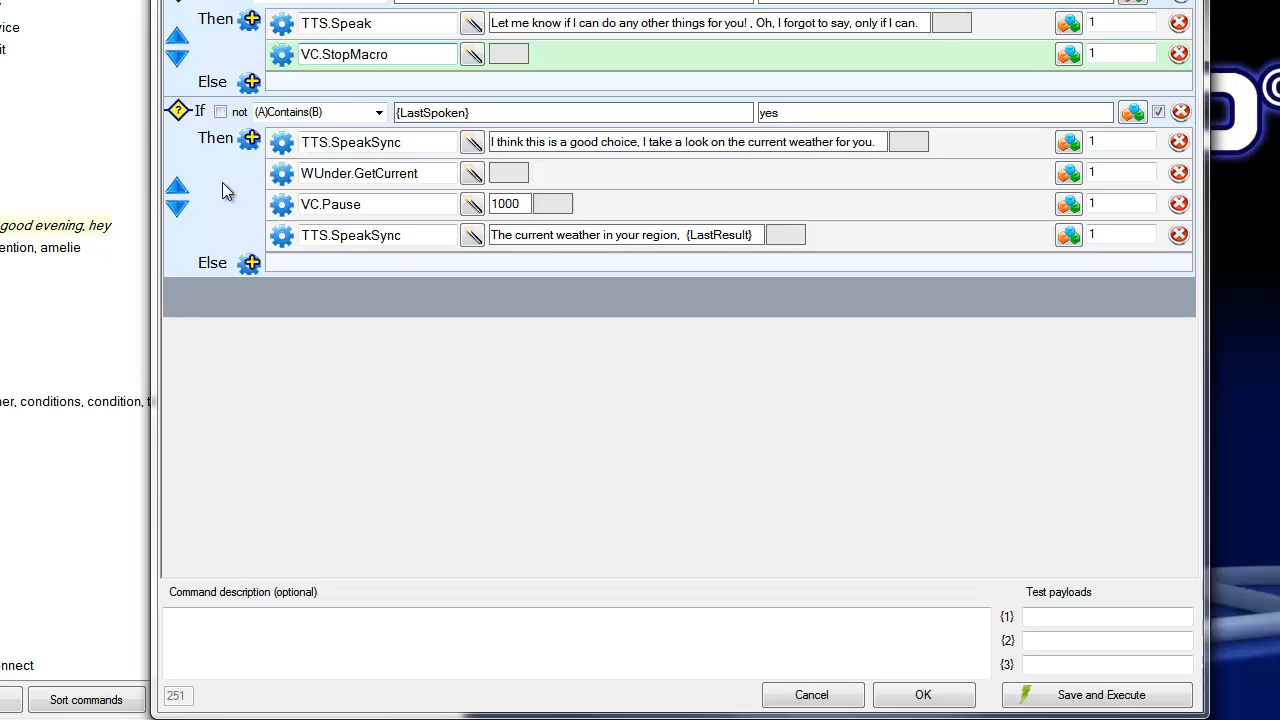 vice
it
good evening, hey
ention, amelie
er, conditions, condition, t
nnect
Sort commands
Then TTS.Speak Let me know if I can do any other things for you! , Oh, I forgot to say, only if I can. 1
VC.StopMacro 1
Else
? If not (A)Contains(B) {LastSpoken} yes
Then TTS.SpeakSync I think this is a good choice, I take a look on the current weather for you. 1
WUnder.GetCurrent 1
VC.Pause 1000 1
TTS.SpeakSync The current weather in your region, {LastResult} 1
Else
Command description (optional) Test payloads
{1}
{2}
{3}
251 Cancel OK Save and Execute